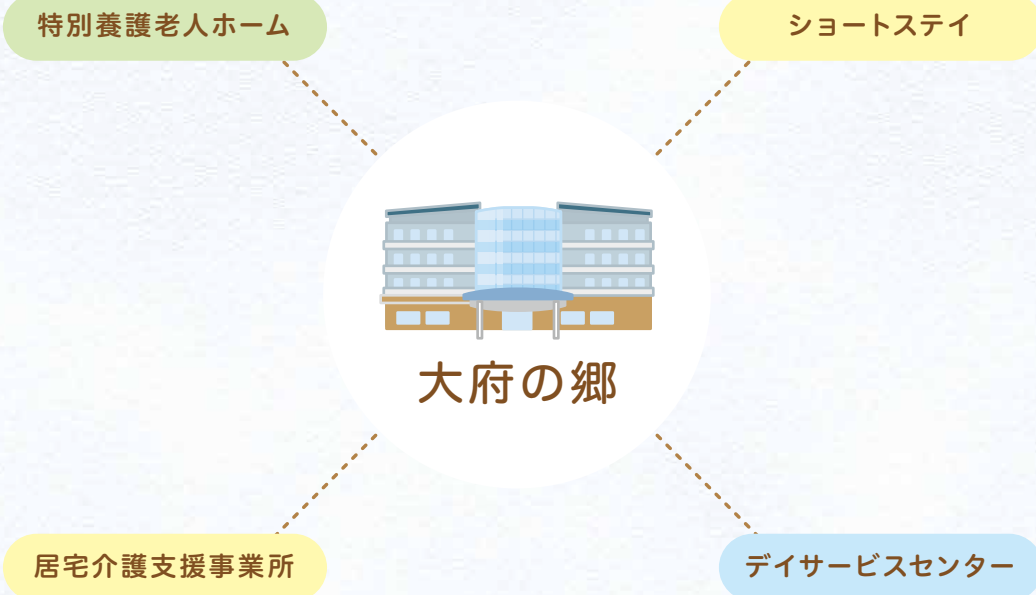 特別養護老人ホーム
ショートステイ
大府の郷
居宅介護支援事業所
デイサービスセンター